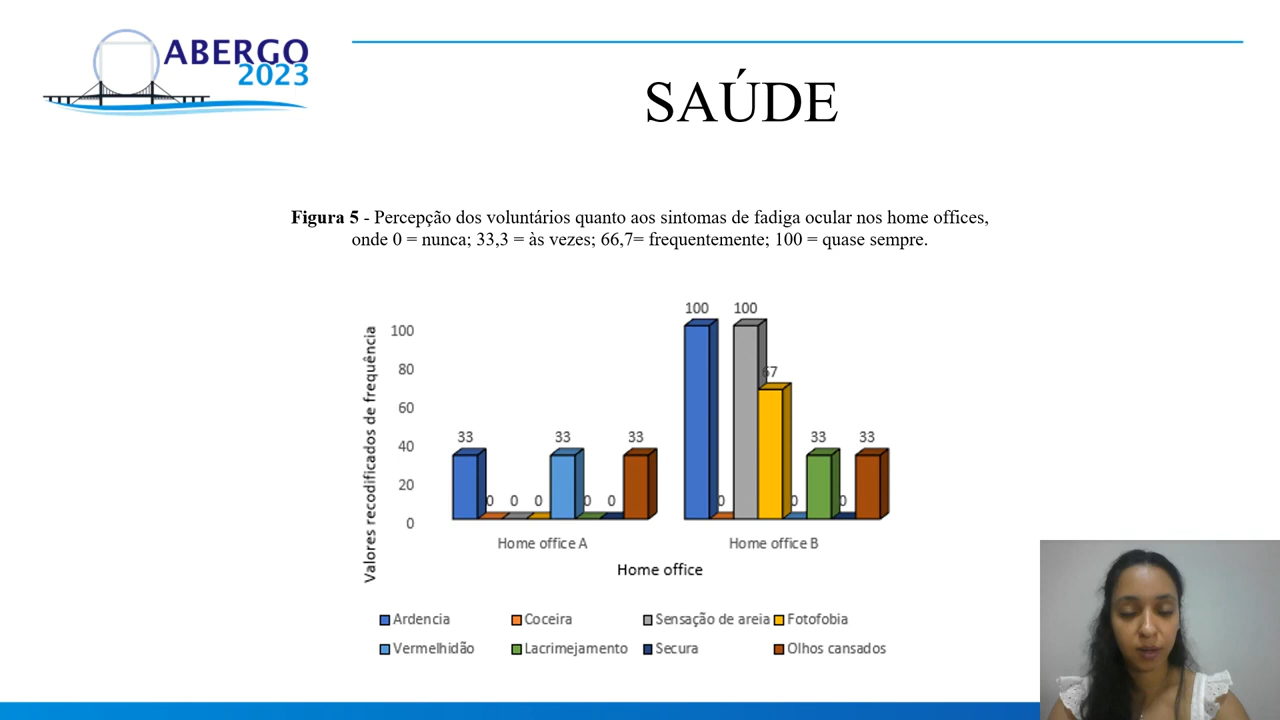 ABERGO
2023
SAÚDE
Figura 5 - Percepção dos voluntários quanto aos sintomas de fadiga ocular nos home offices,
onde 0 = nunca; 33,3 = às vezes; 66,7= frequentemente; 100 = quase sempre.
Valores recodificados de frequência
100
80
60
40
20
0
33 0 0 0 33 0 0 33
100 0 100 67 0 33 0 33
Home office A Home office B
Home office
Ardencia Coceira Sensação de areia Fotofobia
Vermelhidão Lacrimejamento Secura Olhos cansados